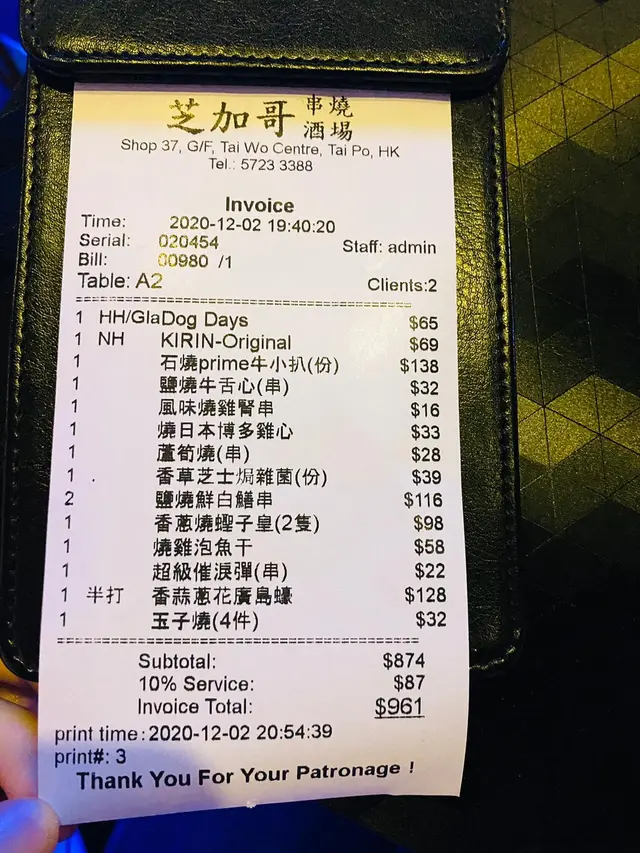 芝加哥 串燒酒場
Shop 37, G/F, Tai Wo Centre, Tai Po, HK
Tel.: 5723 3388
Invoice
Time: 2020-12-02 19:40:20
Serial: 020454 Staff: admin
Bill: 00980 /1
Table: A2 Clients:2
1 HH/GlaDog Days $65
1 NH KIRIN-Original $69
1 石燒prime牛小扒(份) $138
1 鹽燒牛舌心(串) $32
1 風味燒雞腎串 $16
1 燒日本博多雞心 $33
1 蘆筍燒(串) $28
1 香草芝士焗雜菌(份) $39
2 鹽燒鮮白鱔串 $116
1 香蔥燒蟶子皇(2隻) $98
1 燒雞泡魚干 $58
1 超級催淚彈(串) $22
1 半打 香蒜蔥花廣島蠔 $128
1 玉子燒(4件) $32
Subtotal: $874
10% Service: $87
Invoice Total: $961
print time:2020-12-02 20:54:39
print#: 3
Thank You For Your Patronage !